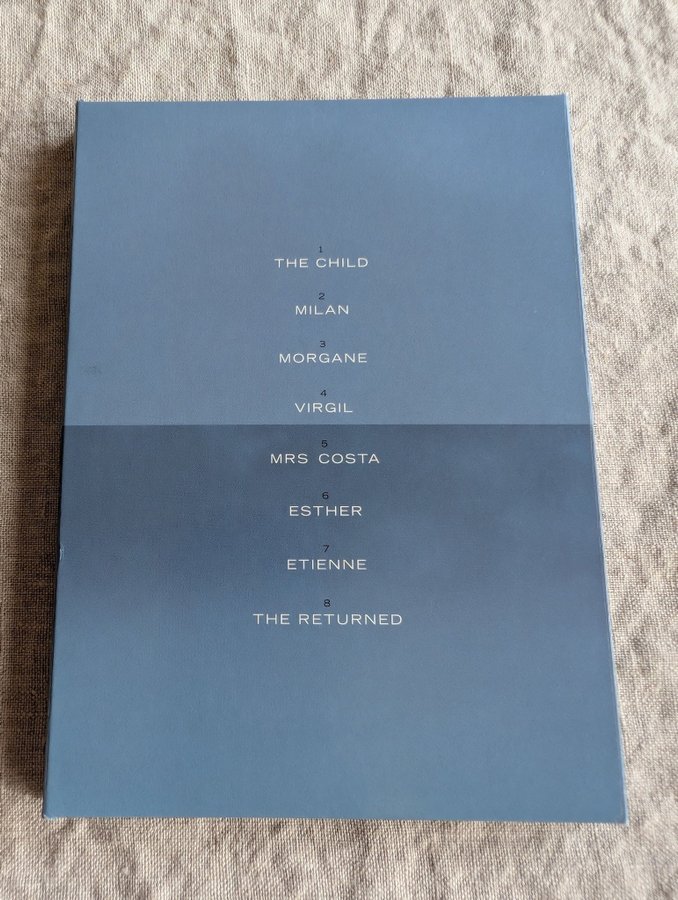 1
THE CHILD
2
MILAN
3
MORGANE
4
VIRGIL
5
MRS COSTA
6
ESTHER
7
ETIENNE
8
THE RETURNED